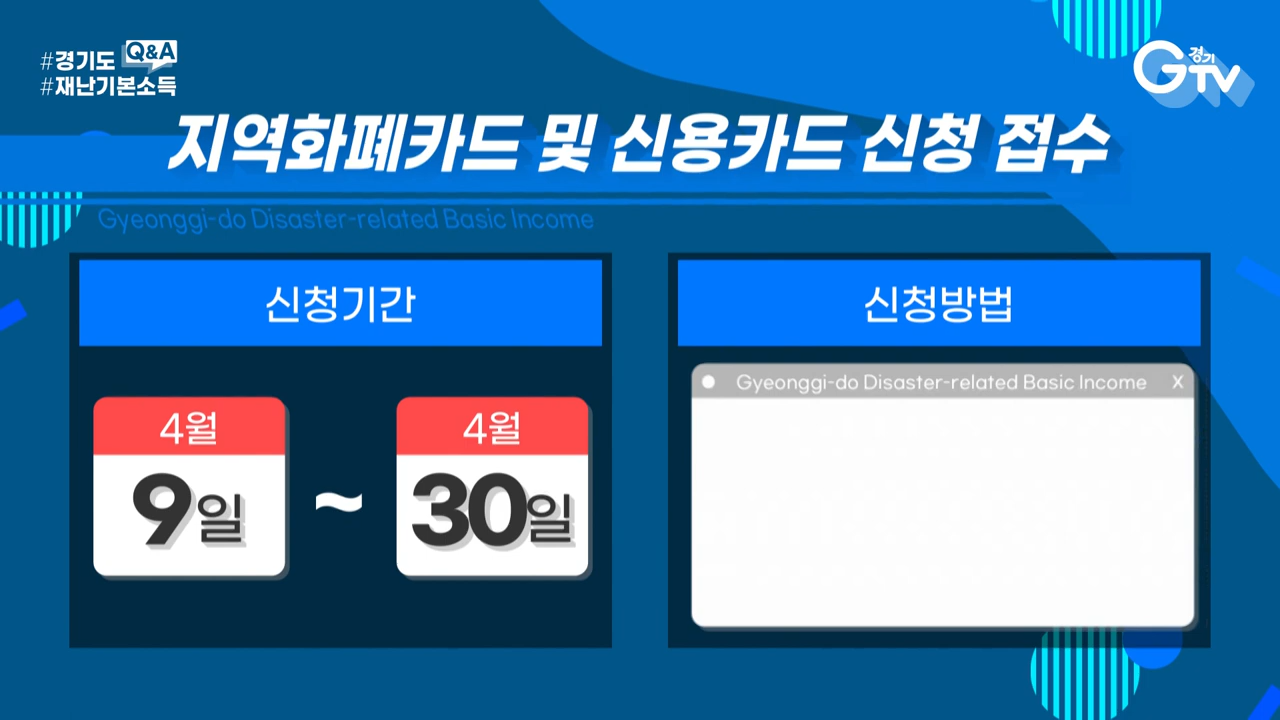 #경기도 Q&A
#재난기본소득
경기
GTV
지역화폐카드 및 신용카드 신청 접수
Gyeonggi-do Disaster-related Basic Income
신청기간
4월
9일
~
4월
30일
신청방법
Gyeonggi-do Disaster-related Basic Income X